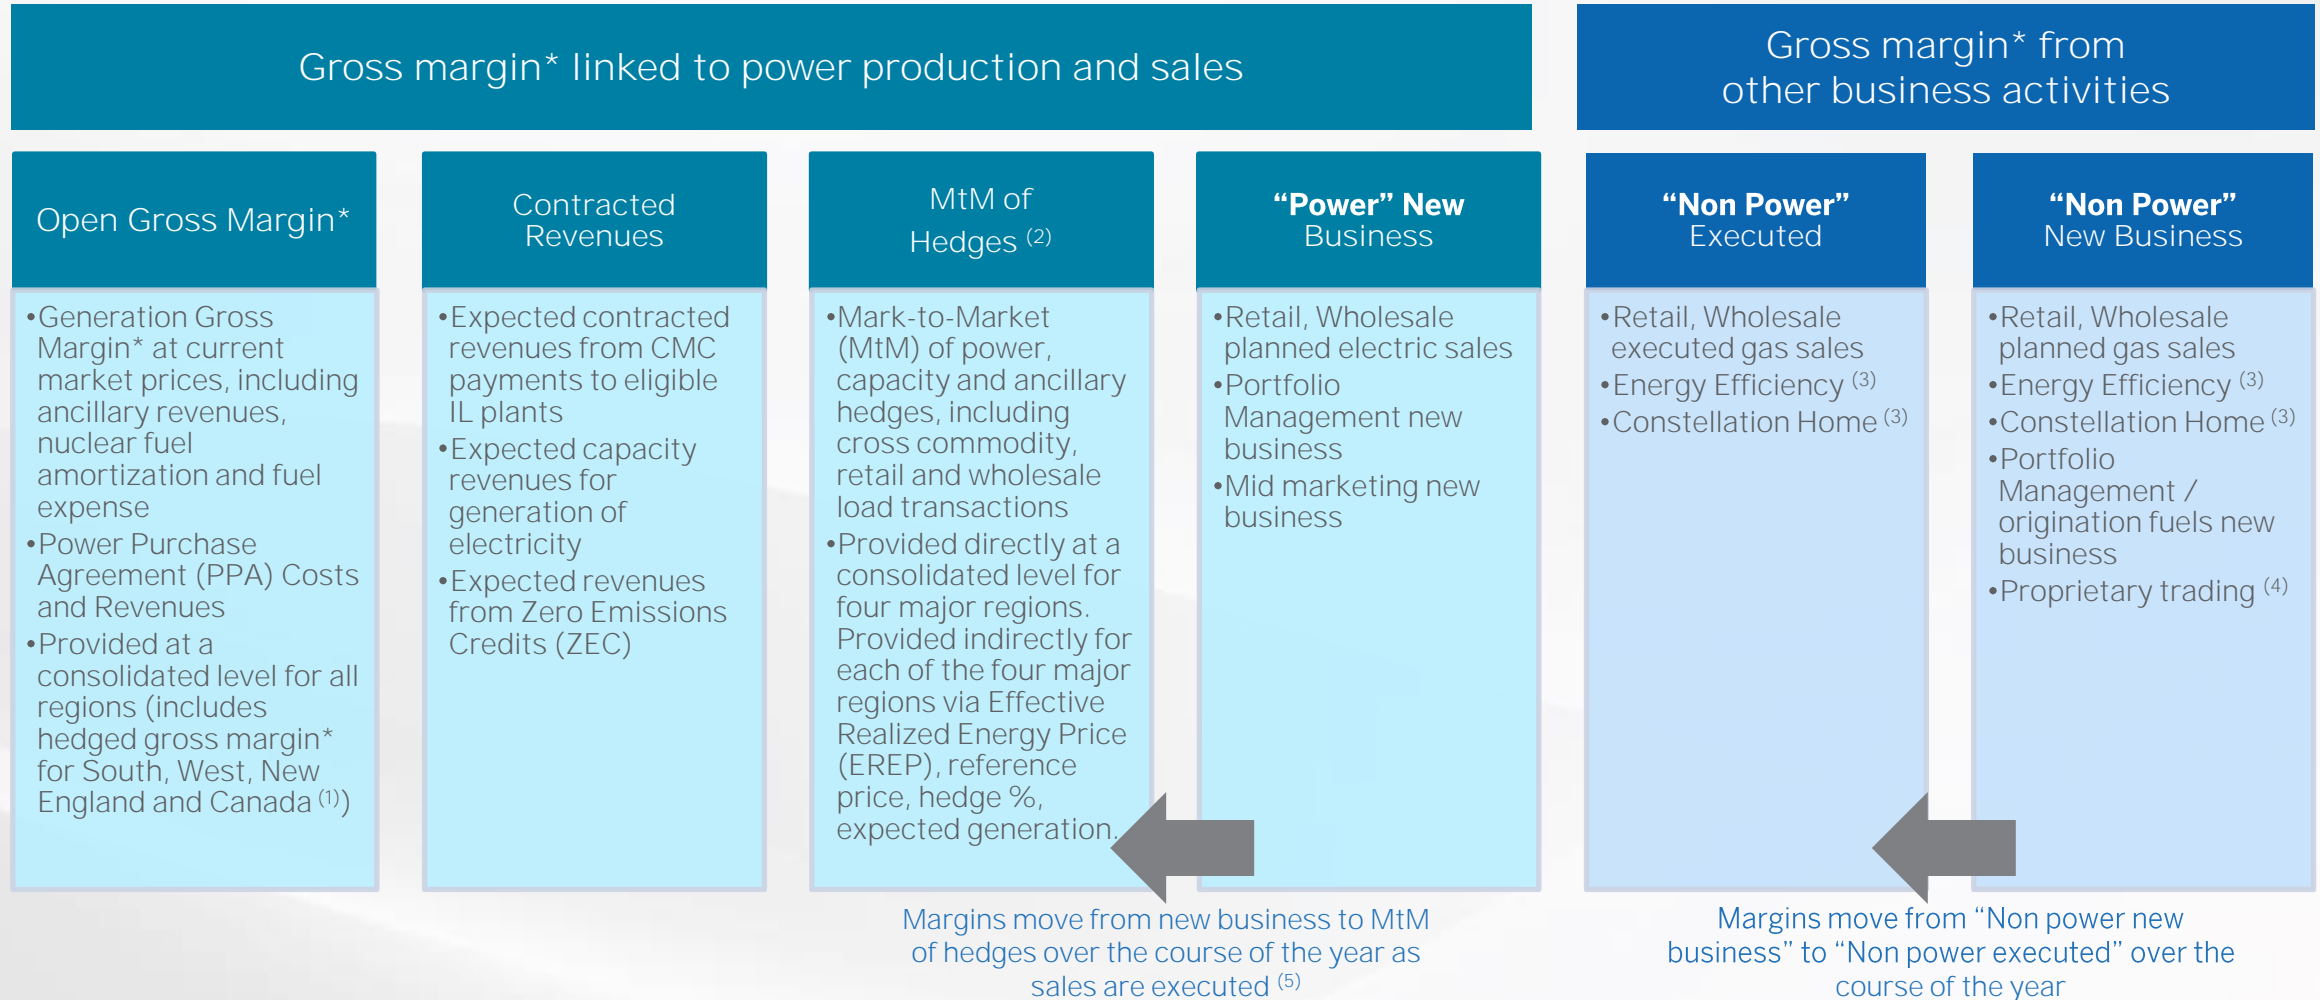 Gross margin* linked to power production and sales
Gross margin* from
other business activities
Open Gross Margin*
•Generation Gross
Margin* at current
market prices, including
ancillary revenues,
nuclear fuel
amortization and fuel
expense
•Power Purchase
Agreement (PPA) Costs
and Revenues
•Provided at a
consolidated level for all
regions (includes
hedged gross margin*
for South, West, New
England and Canada (1))
Contracted
Revenues
•Expected contracted
revenues from CMC
payments to eligible
IL plants
•Expected capacity
revenues for
generation of
electricity
•Expected revenues
from Zero Emissions
Credits (ZEC)
MtM of
Hedges (2)
•Mark-to-Market
(MtM) of power,
capacity and ancillary
hedges, including
cross commodity,
retail and wholesale
load transactions
•Provided directly at a
consolidated level for
four major regions.
Provided indirectly for
each of the four major
regions via Effective
Realized Energy Price
(EREP), reference
price, hedge %,
expected generation.
“Power” New
Business
•Retail, Wholesale
planned electric sales
•Portfolio
Management new
business
•Mid marketing new
business
Margins move from new business to MtM
of hedges over the course of the year as
sales are executed (5)
“Non Power”
Executed
•Retail, Wholesale
executed gas sales
•Energy Efficiency (3)
•Constellation Home (3)
“Non Power”
New Business
•Retail, Wholesale
planned gas sales
•Energy Efficiency (3)
•Constellation Home (3)
•Portfolio
Management /
origination fuels new
business
•Proprietary trading (4)
Margins move from “Non power new
business” to “Non power executed” over the
course of the year